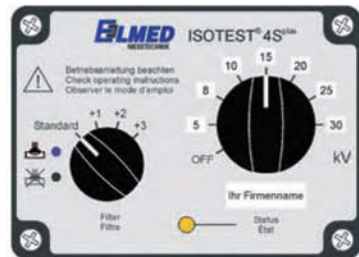 ELMED ISOTEST® 4S plus
MESSTECHNIK
Betriebsanleitung beachten
Check operating instructions
Observer le mode d'emploi
Standard
+1
+2
+3
Filter
Filtre
OFF
5
8
10
15
20
25
30
kV
Ihr Firmenname
Status
État